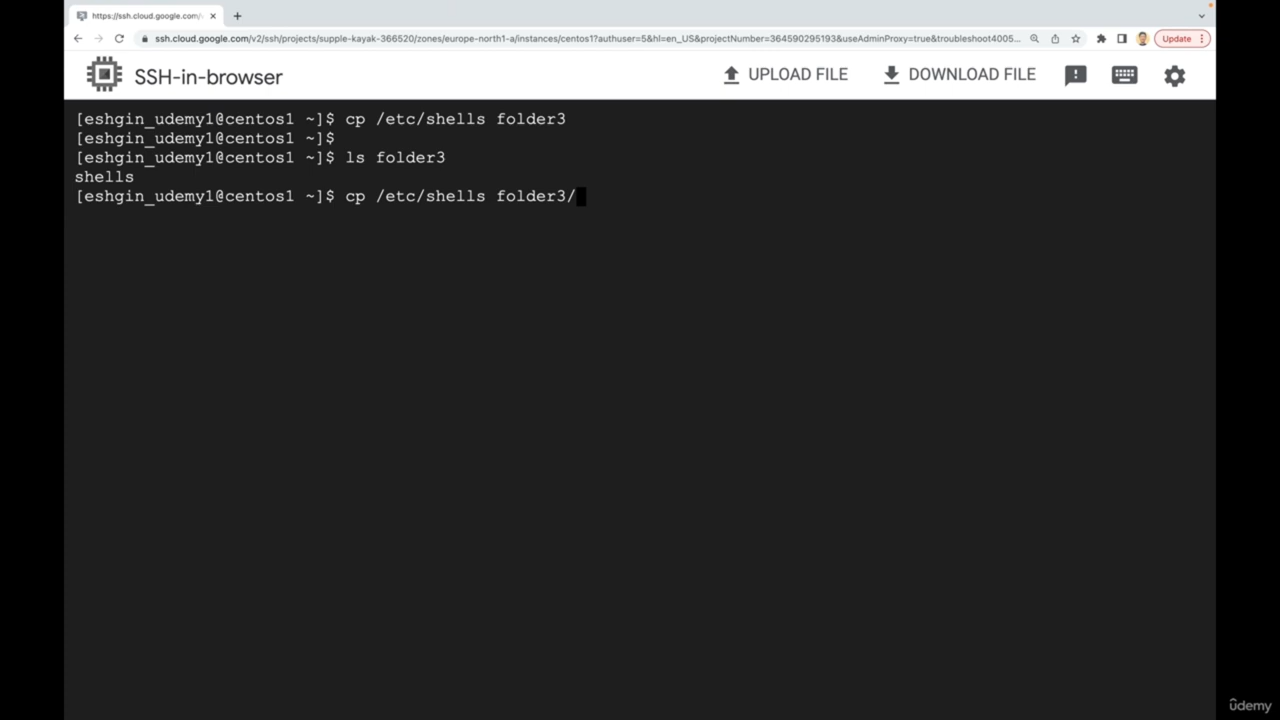 https://ssh.cloud.google.com/v
ssh.cloud.google.com/v2/ssh/projects/supple-kayak-366520/zones/europe-north1-a/instances/centos1?authuser=5&hl=en_US&projectNumber=364590295193&useAdminProxy=true&troubleshoot4005...
Update
SSH-in-browser
UPLOAD FILE
DOWNLOAD FILE
[eshgin_udemy1@centos1 ~]$ cp /etc/shells folder3
[eshgin_udemy1@centos1 ~]$
[eshgin_udemy1@centos1 ~]$ ls folder3
shells
[eshgin_udemy1@centos1 ~]$ cp /etc/shells folder3/
ûdemy